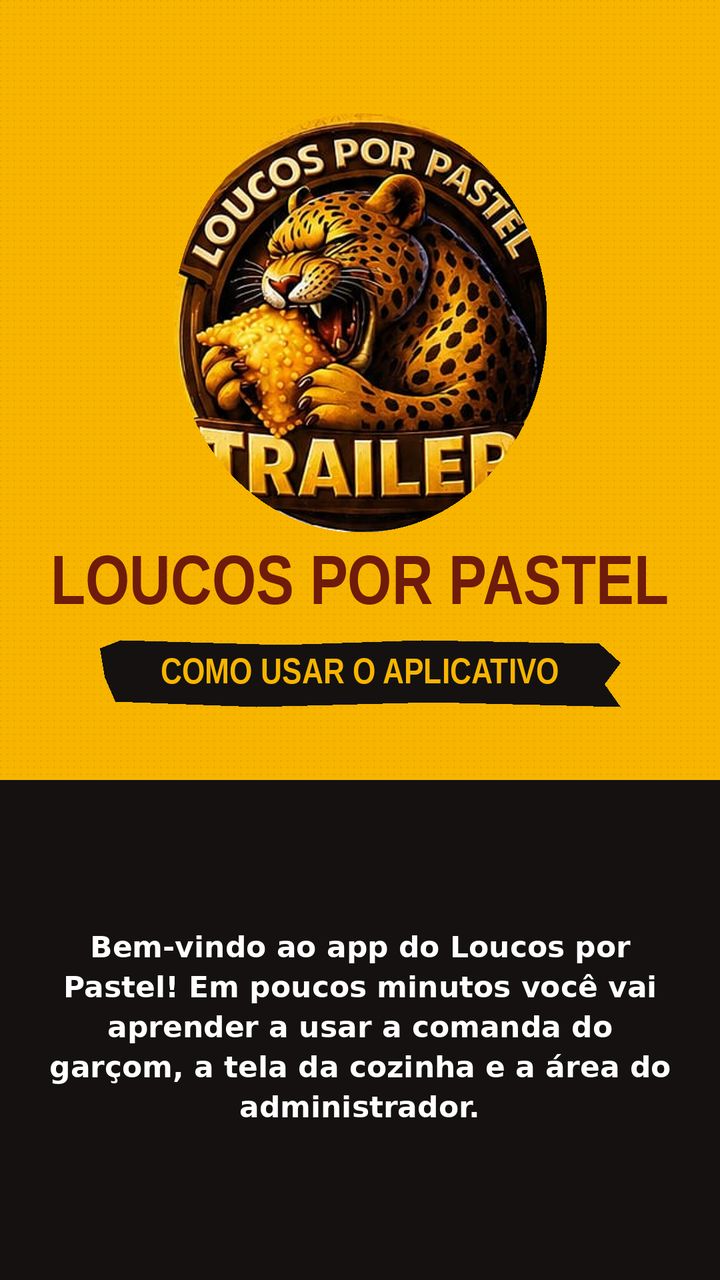 LOUCOS POR PASTEL
TRAILER
LOUCOS POR PASTEL
COMO USAR O APLICATIVO
Bem-vindo ao app do Loucos por
Pastel! Em poucos minutos você vai
aprender a usar a comanda do
garçom, a tela da cozinha e a área do
administrador.